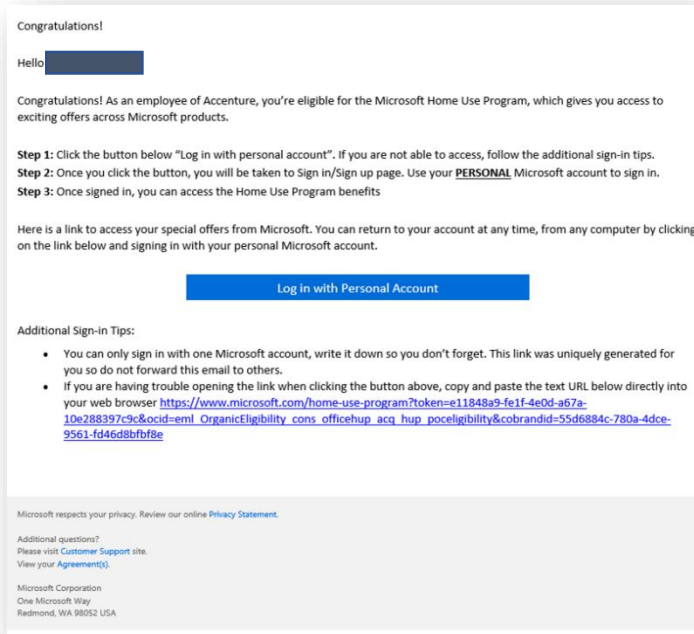 Congratulations!
Hello
Congratulations! As an employee of Accenture, you're eligible for the Microsoft Home Use Program, which gives you access to
exciting offers across Microsoft products.
Step 1: Click the button below "Log in with personal account". If you are not able to access, follow the additional sign-in tips.
Step 2: Once you click the button, you will be taken to Sign in/Sign up page. Use your PERSONAL Microsoft account to sign in.
Step 3: Once signed in, you can access the Home Use Program benefits
Here is a link to access your special offers from Microsoft. You can return to your account at any time, from any computer by clicking
on the link below and signing in with your personal Microsoft account.
Log in with Personal Account
Additional Sign-in Tips:
• You can only sign in with one Microsoft account, write it down so you don't forget. This link was uniquely generated for
you so do not forward this email to others.
• If you are having trouble opening the link when clicking the button above, copy and paste the text URL below directly into
your web browser https://www.microsoft.com/home-use-program?token=e11848a9-fe1f-4e0d-a67a-
10e288397c9c&ocid=eml_OrganicEligibility_cons_officehup_acq_hup_poceligibility&cobrandid=55d6884c-780a-4dce-
9561-fd46d8bfbf8e
Microsoft respects your privacy. Review our online Privacy Statement.
Additional questions?
Please visit Customer Support site.
View your Agreement(s).
Microsoft Corporation
One Microsoft Way
Redmond, WA 98052 USA